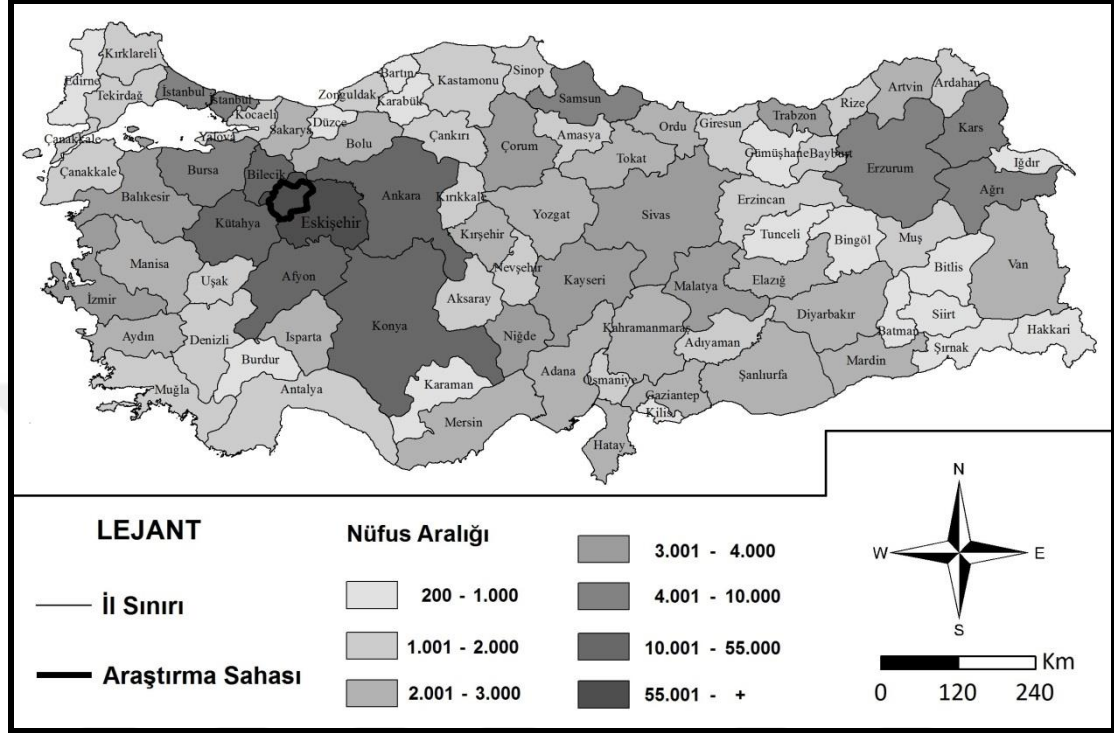 Kırklareli
Edirne
Tekirdağ
İstanbul
İstanbul
Kocaeli
Yalova
Sakarya
Düzce
Zonguldak
Bartın
Karabük
Kastamonu
Sinop
Samsun
Çankırı
Bolu
Çorum
Amasya
Ordu
Giresun
Trabzon
Rize
Artvin
Ardahan
Kars
Gümüşhane
Bayburt
Erzurum
Iğdır
Ağrı
Tokat
Çanakkale
Çanakkale
Balıkesir
Bursa
Bilecik
Eskişehir
Ankara
Kırıkkale
Kırşehir
Yozgat
Sivas
Erzincan
Tunceli
Bingöl
Muş
Bitlis
Van
Kütahya
Manisa
Uşak
Afyon
İzmir
Aydın
Denizli
Isparta
Burdur
Konya
Aksaray
Nevşehir
Kayseri
Niğde
Malatya
Elazığ
Diyarbakır
Kahramanmaraş
Adıyaman
Batman
Siirt
Şırnak
Hakkari
Mardin
Şanlıurfa
Gaziantep
Kilis
Osmaniye
Adana
Hatay
Mersin
Karaman
Antalya
Muğla
LEJANT
İl Sınırı
Araştırma Sahası
Nüfus Aralığı
200 - 1.000
1.001 - 2.000
2.001 - 3.000
3.001 - 4.000
4.001 - 10.000
10.001 - 55.000
55.001 - +
N
W
E
S
Km
0 120 240